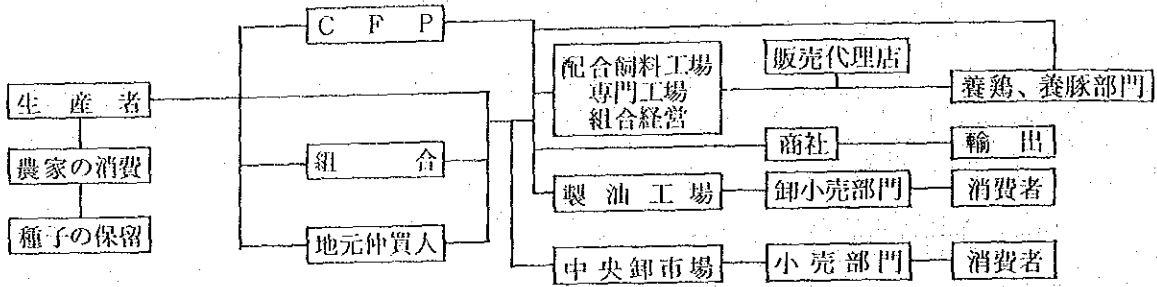 CFP
生産者
農家の消費
種子の保留
組合
地元仲買人
配合飼料工場
専門工場
組合経営
販売代理店
養鶏、養豚部門
商社
輸出
製油工場
卸小売部門
消費者
中央卸市場
小売部門
消費者